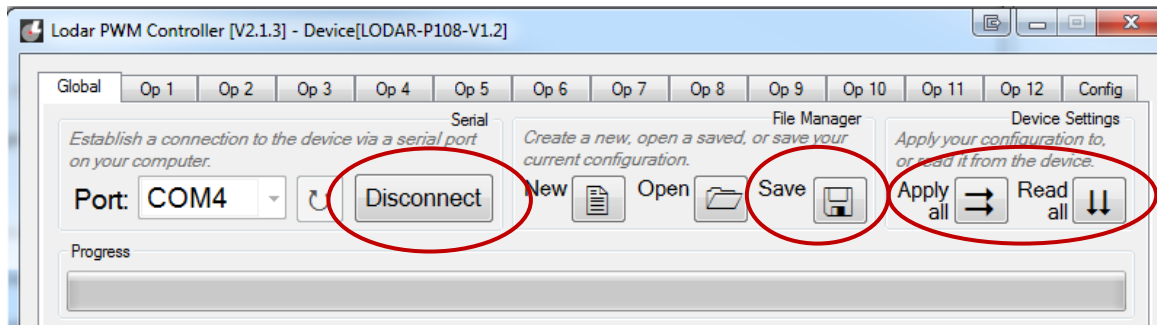 Lodar PWM Controller [V2.1.3] - Device[LODAR-P108-V1.2]
Global Op 1 Op 2 Op 3 Op 4 Op 5 Op 6 Op 7 Op 8 Op 9 Op 10 Op 11 Op 12 Config
Serial
Establish a connection to the device via a serial port
on your computer.
Port: COM4 Disconnect
File Manager
Create a new, open a saved, or save your
current configuration.
New Open Save
Device Settings
Apply your configuration to,
or read it from the device.
Apply all Read all
Progress